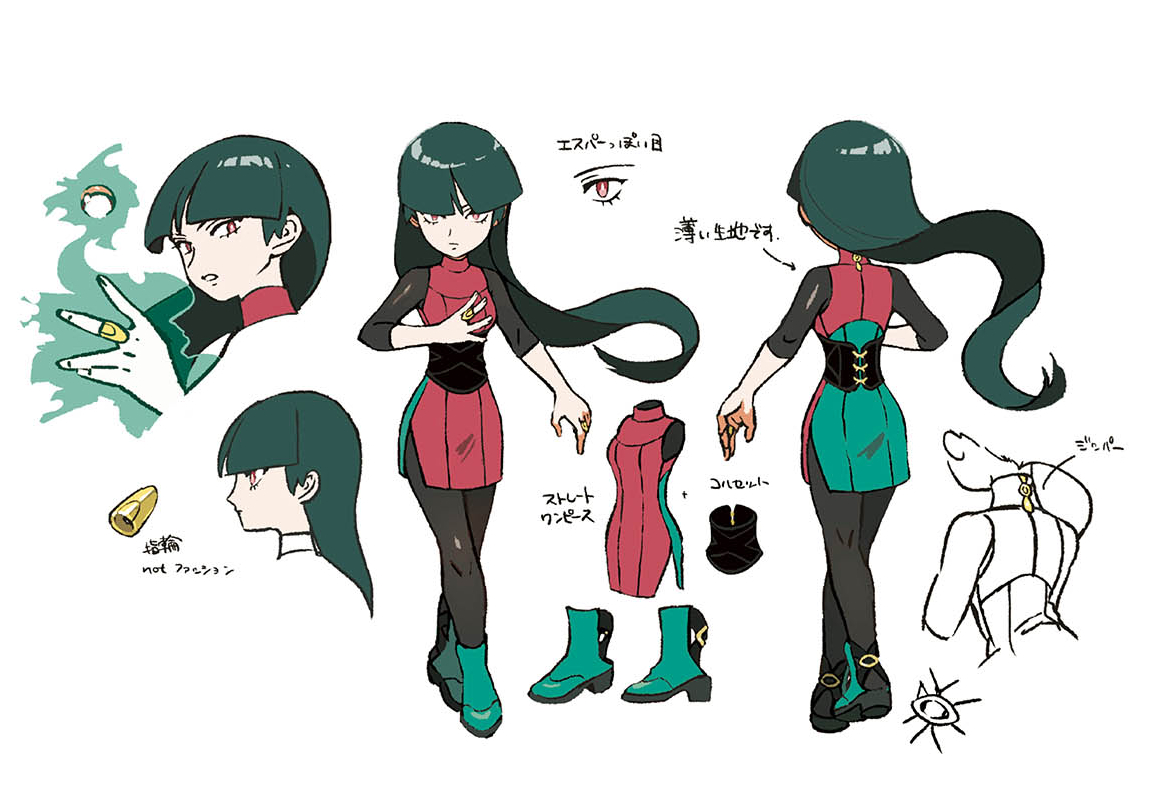 エスパーっぽい目
薄い生地です.
ジッパー
ストレート
ワンピース
+
コルセット
指輪
not ファッション